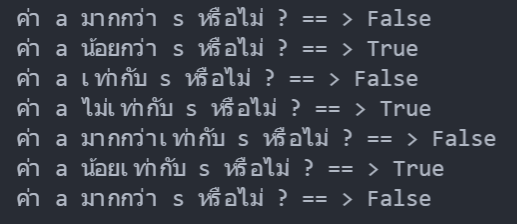 ค่า a มากกว่า s หรือไม่ ? == > False
ค่า a น้อยกว่า s หรือไม่ ? == > True
ค่า a เท่ากับ s หรือไม่ ? == > False
ค่า a ไม่เท่ากับ s หรือไม่ ? == > True
ค่า a มากกว่าเท่ากับ s หรือไม่ ? == > False
ค่า a น้อยเท่ากับ s หรือไม่ ? == > True
ค่า a มากกว่า s หรือไม่ ? == > False